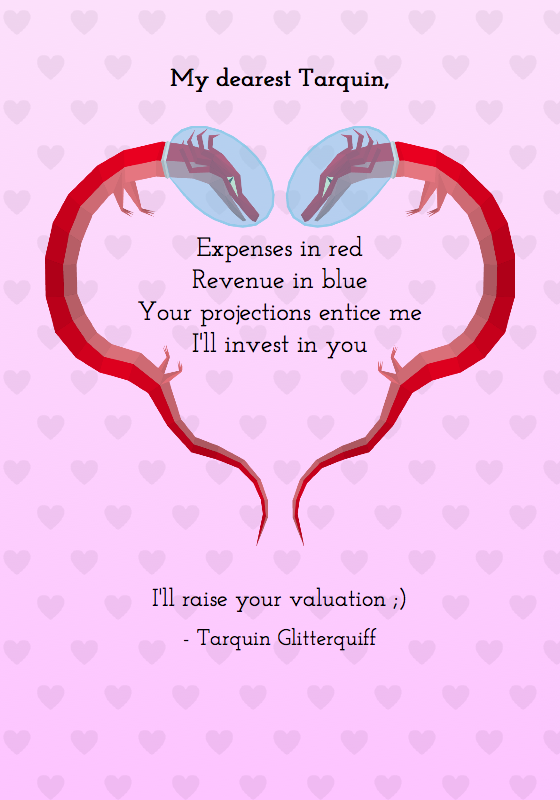 My dearest Tarquin,
Expenses in red
Revenue in blue
Your projections entice me
I'll invest in you
I'll raise your valuation ;)
- Tarquin Glitterquiff